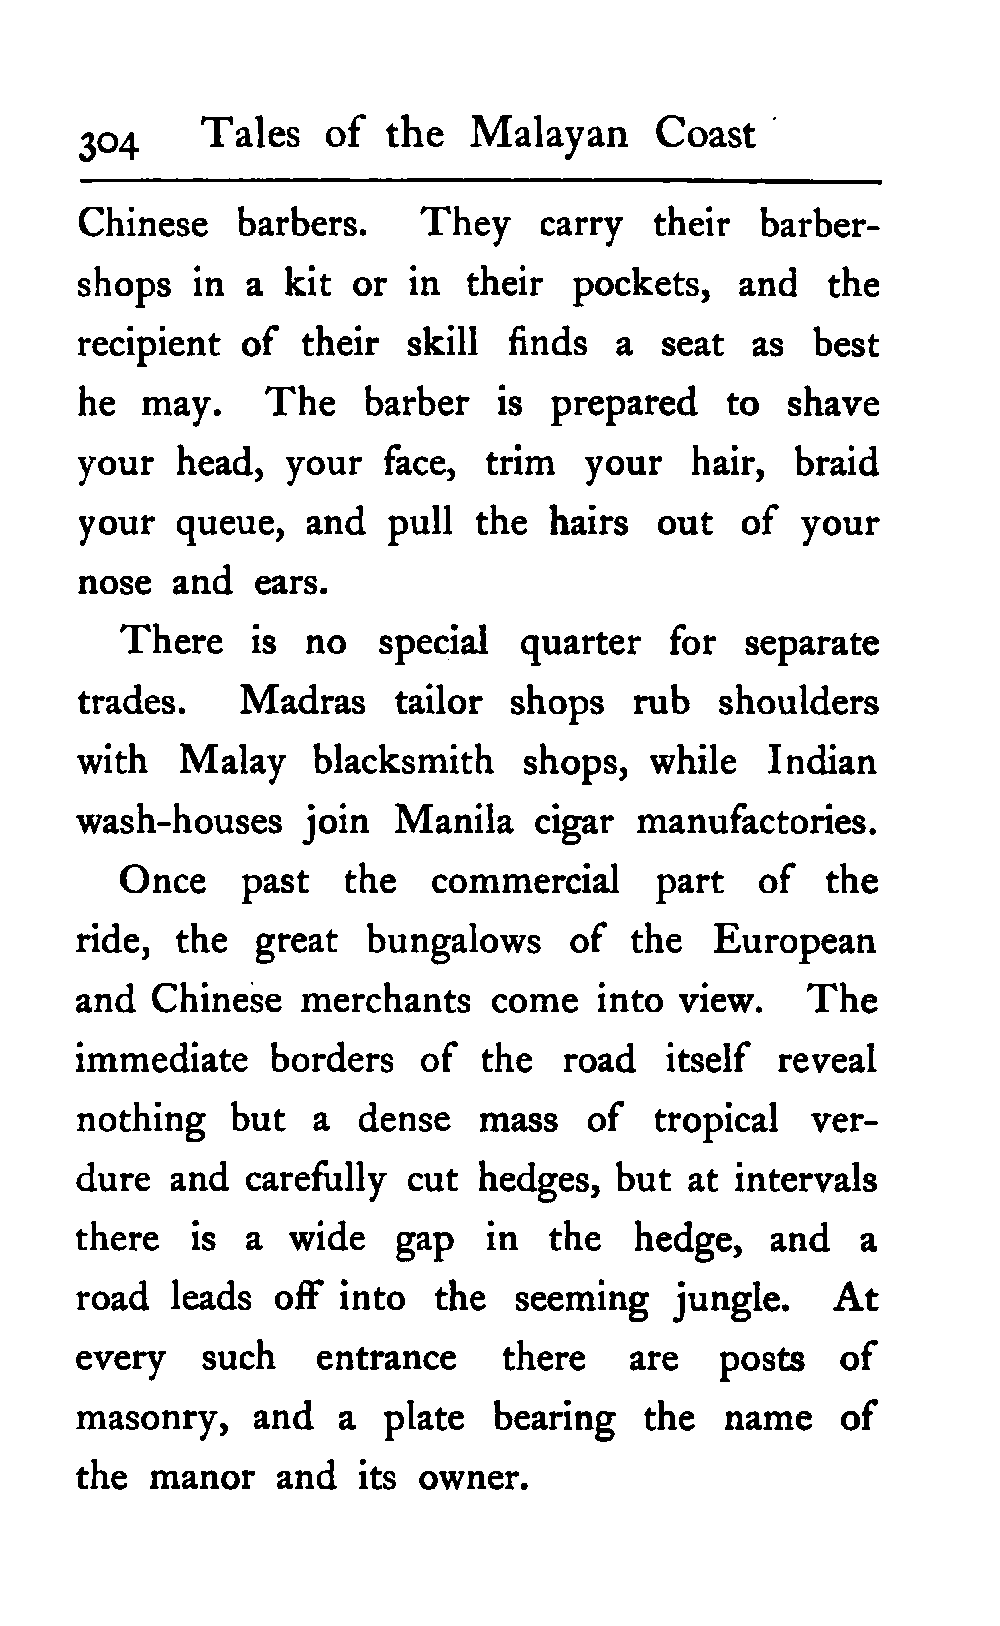 304 Tales of the Malayan Coast
Chinese barbers. They carry their barber-
shops in a kit or in their pockets, and the
recipient of their skill finds a seat as best
he may. The barber is prepared to shave
your head, your face, trim your hair, braid
your queue, and pull the hairs out of your
nose and ears.
There is no special quarter for separate
trades. Madras tailor shops rub shoulders
with Malay blacksmith shops, while Indian
wash-houses join Manila cigar manufactories.
Once past the commercial part of the
ride, the great bungalows of the European
and Chinese merchants come into view. The
immediate borders of the road itself reveal
nothing but a dense mass of tropical ver-
dure and carefully cut hedges, but at intervals
there is a wide gap in the hedge, and a
road leads off into the seeming jungle. At
every such entrance there are posts of
masonry, and a plate bearing the name of
the manor and its owner.